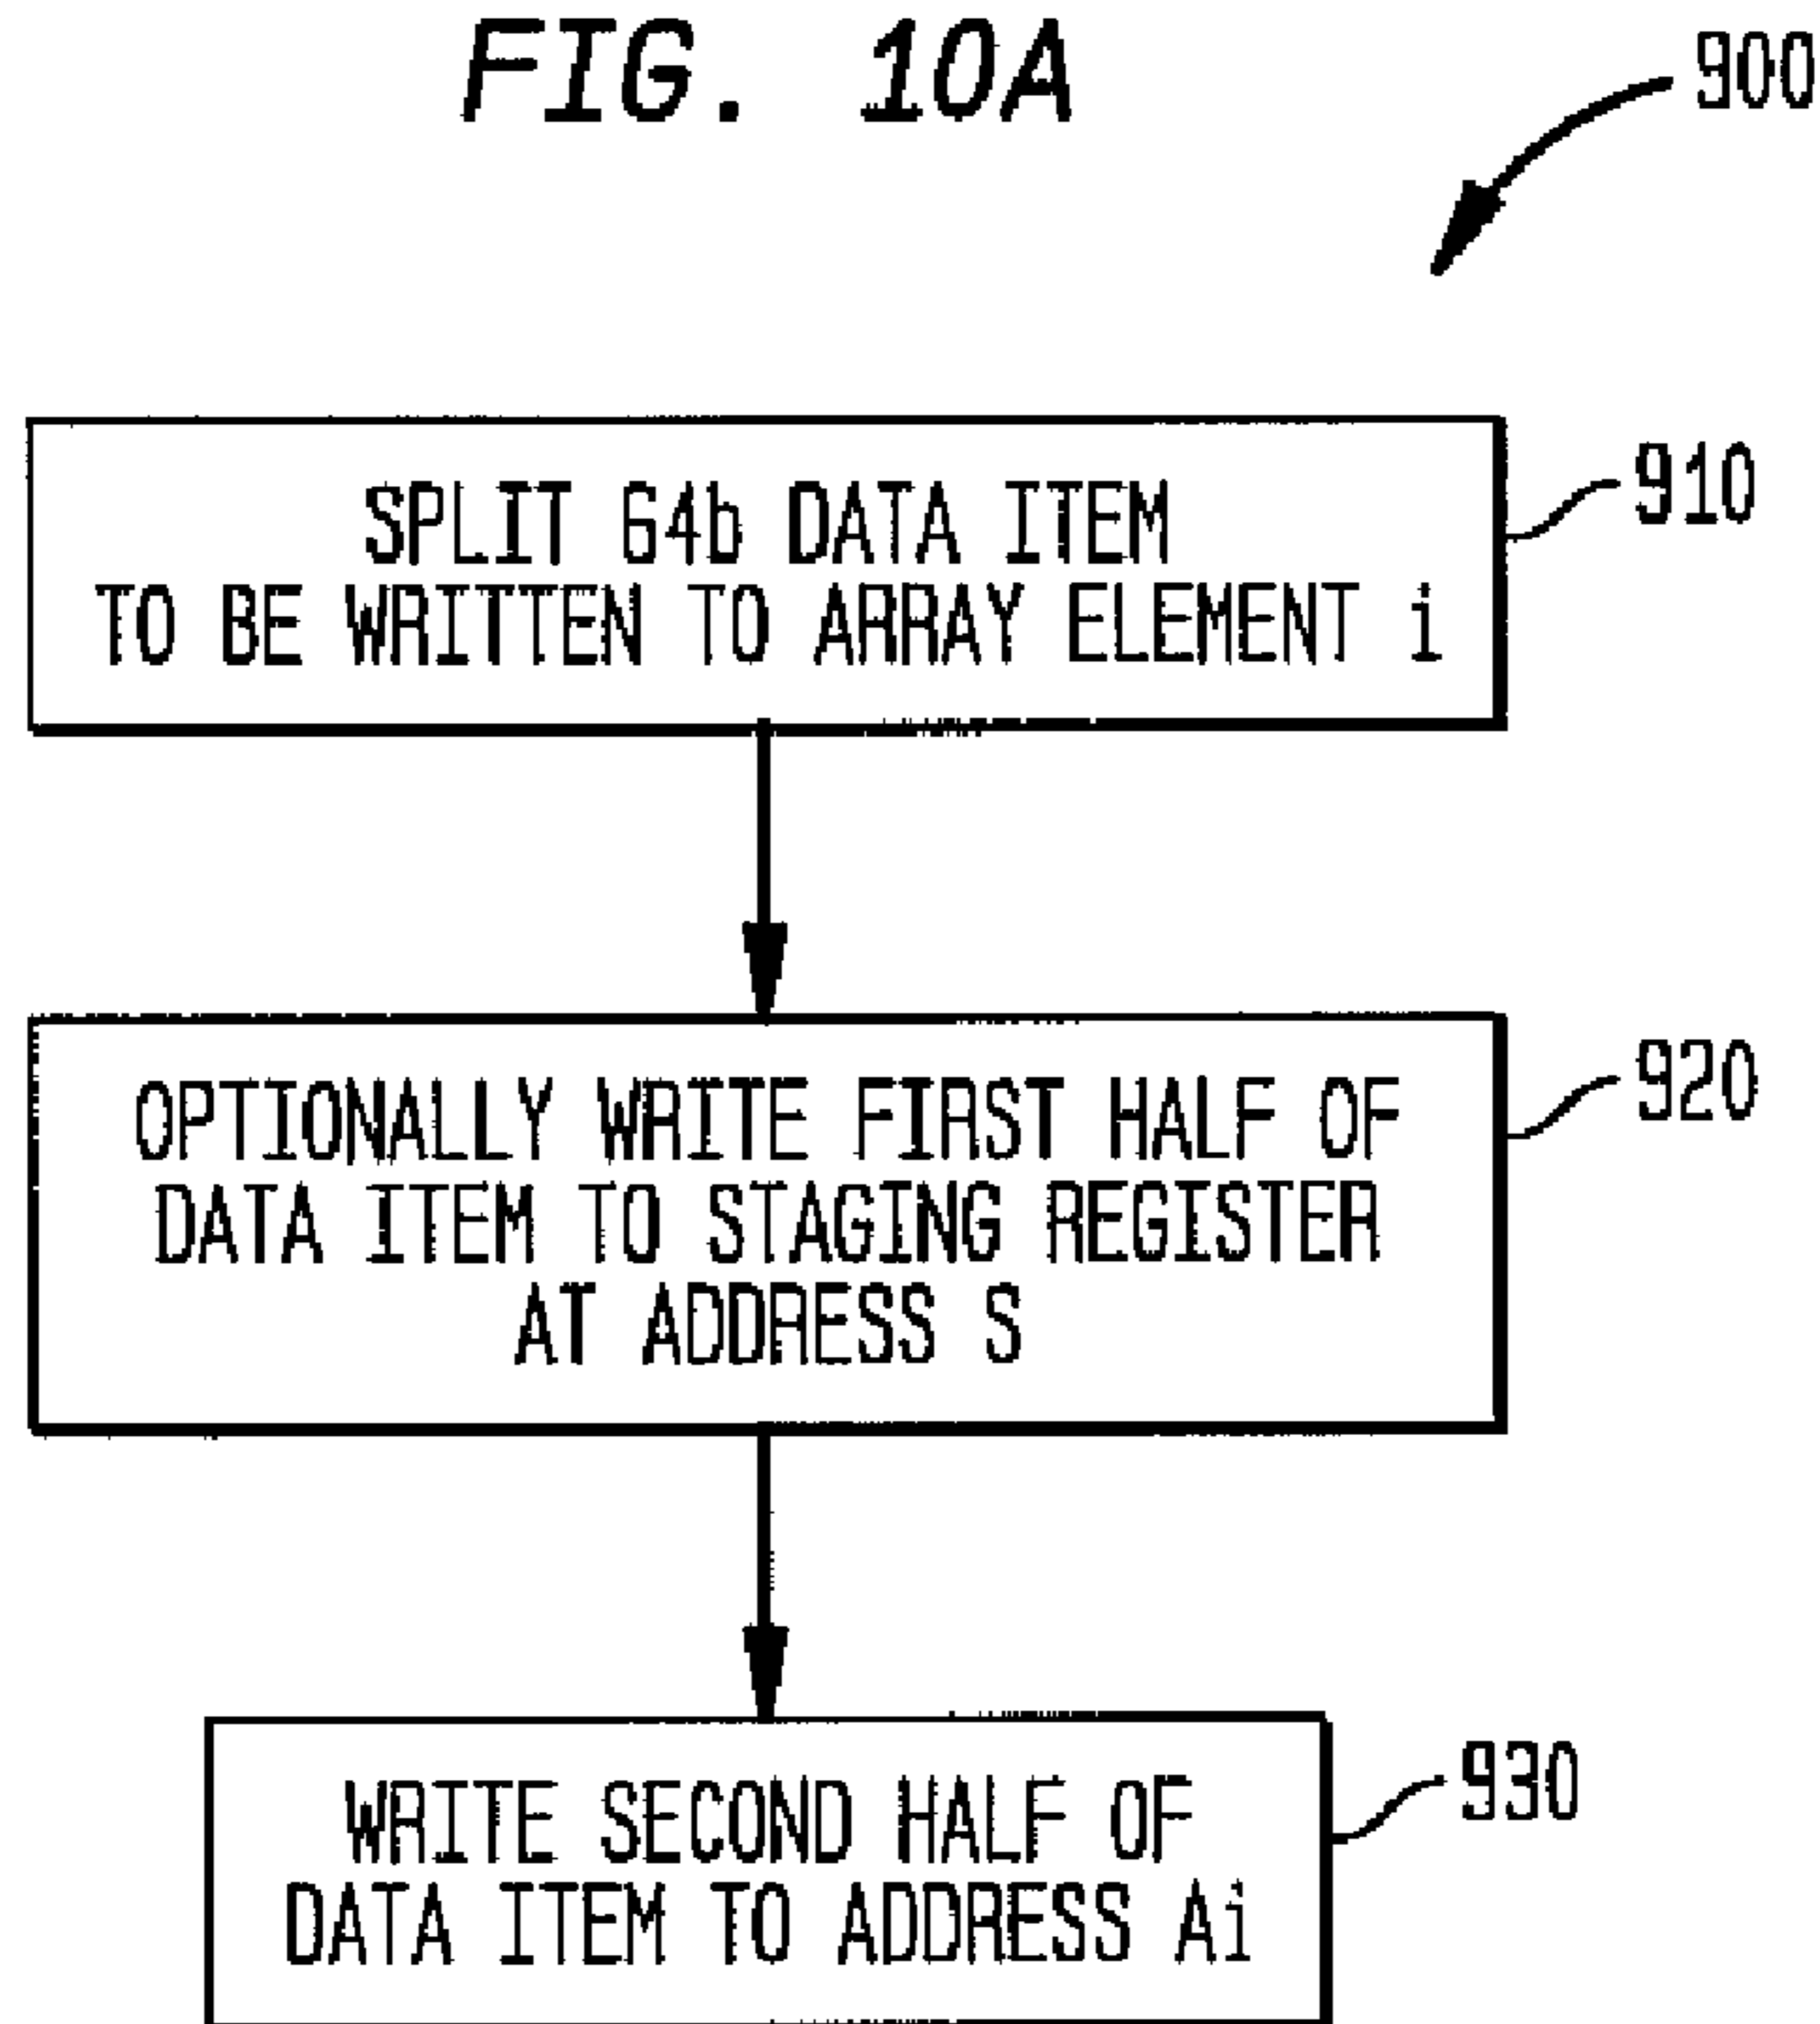 FIG. 10A
900
SPLIT 64b DATA ITEM
TO BE WRITTEN TO ARRAY ELEMENT i
910
OPTIONALLY WRITE FIRST HALF OF
DATA ITEM TO STAGING REGISTER
AT ADDRESS S
920
WRITE SECOND HALF OF
DATA ITEM TO ADDRESS Ai
930